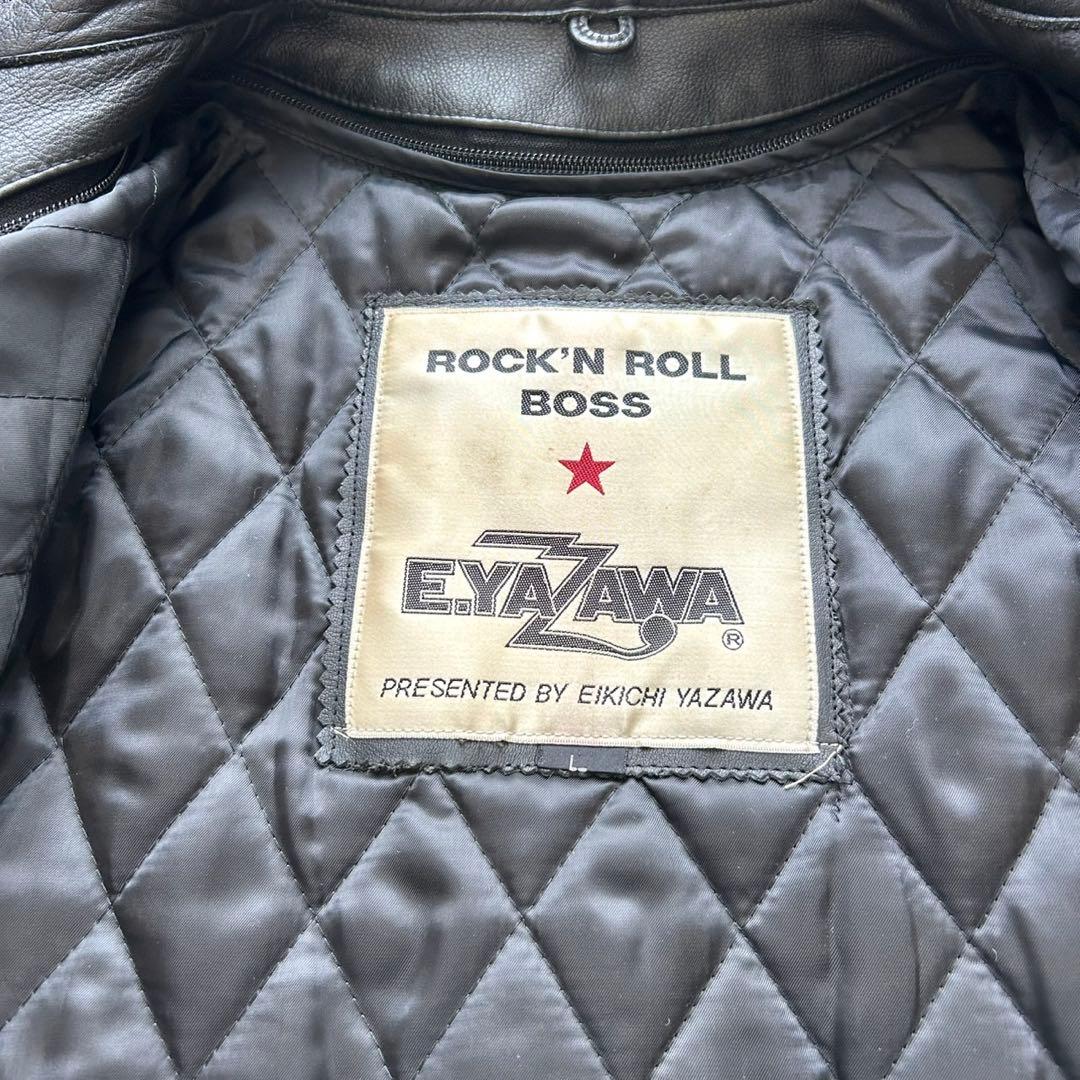 ROCK'N ROLL
BOSS
E.YAZAWA
®
PRESENTED BY EIKICHI YAZAWA
L